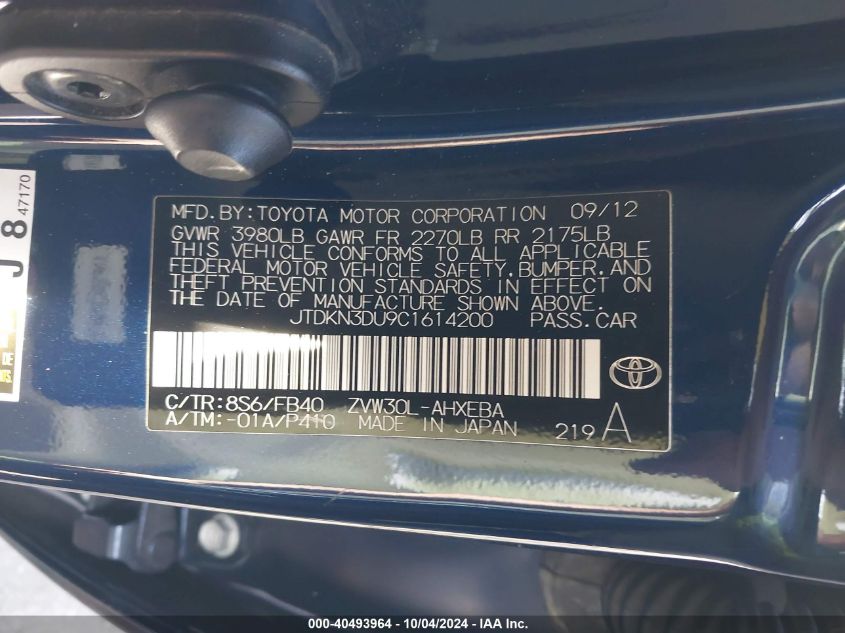 MFD. BY: TOYOTA MOTOR CORPORATION 09/12
GVWR 3980LB GAWR FR 2270LB RR 2175LB
THIS VEHICLE CONFORMS TO ALL APPLICABLE
FEDERAL MOTOR VEHICLE SAFETY, BUMPER, AND
THEFT PREVENTION STANDARDS IN EFFECT ON
THE DATE OF MANUFACTURE SHOWN ABOVE.
JTDKN3DU9C1614200 PASS. CAR
C/TR: 8S6/FB40 ZVW30L-AHXEBA
A/TM: -01A/P410 MADE IN JAPAN 219 A
J 8
47170
DE
000-40493964 - 10/04/2024 - IAA Inc.